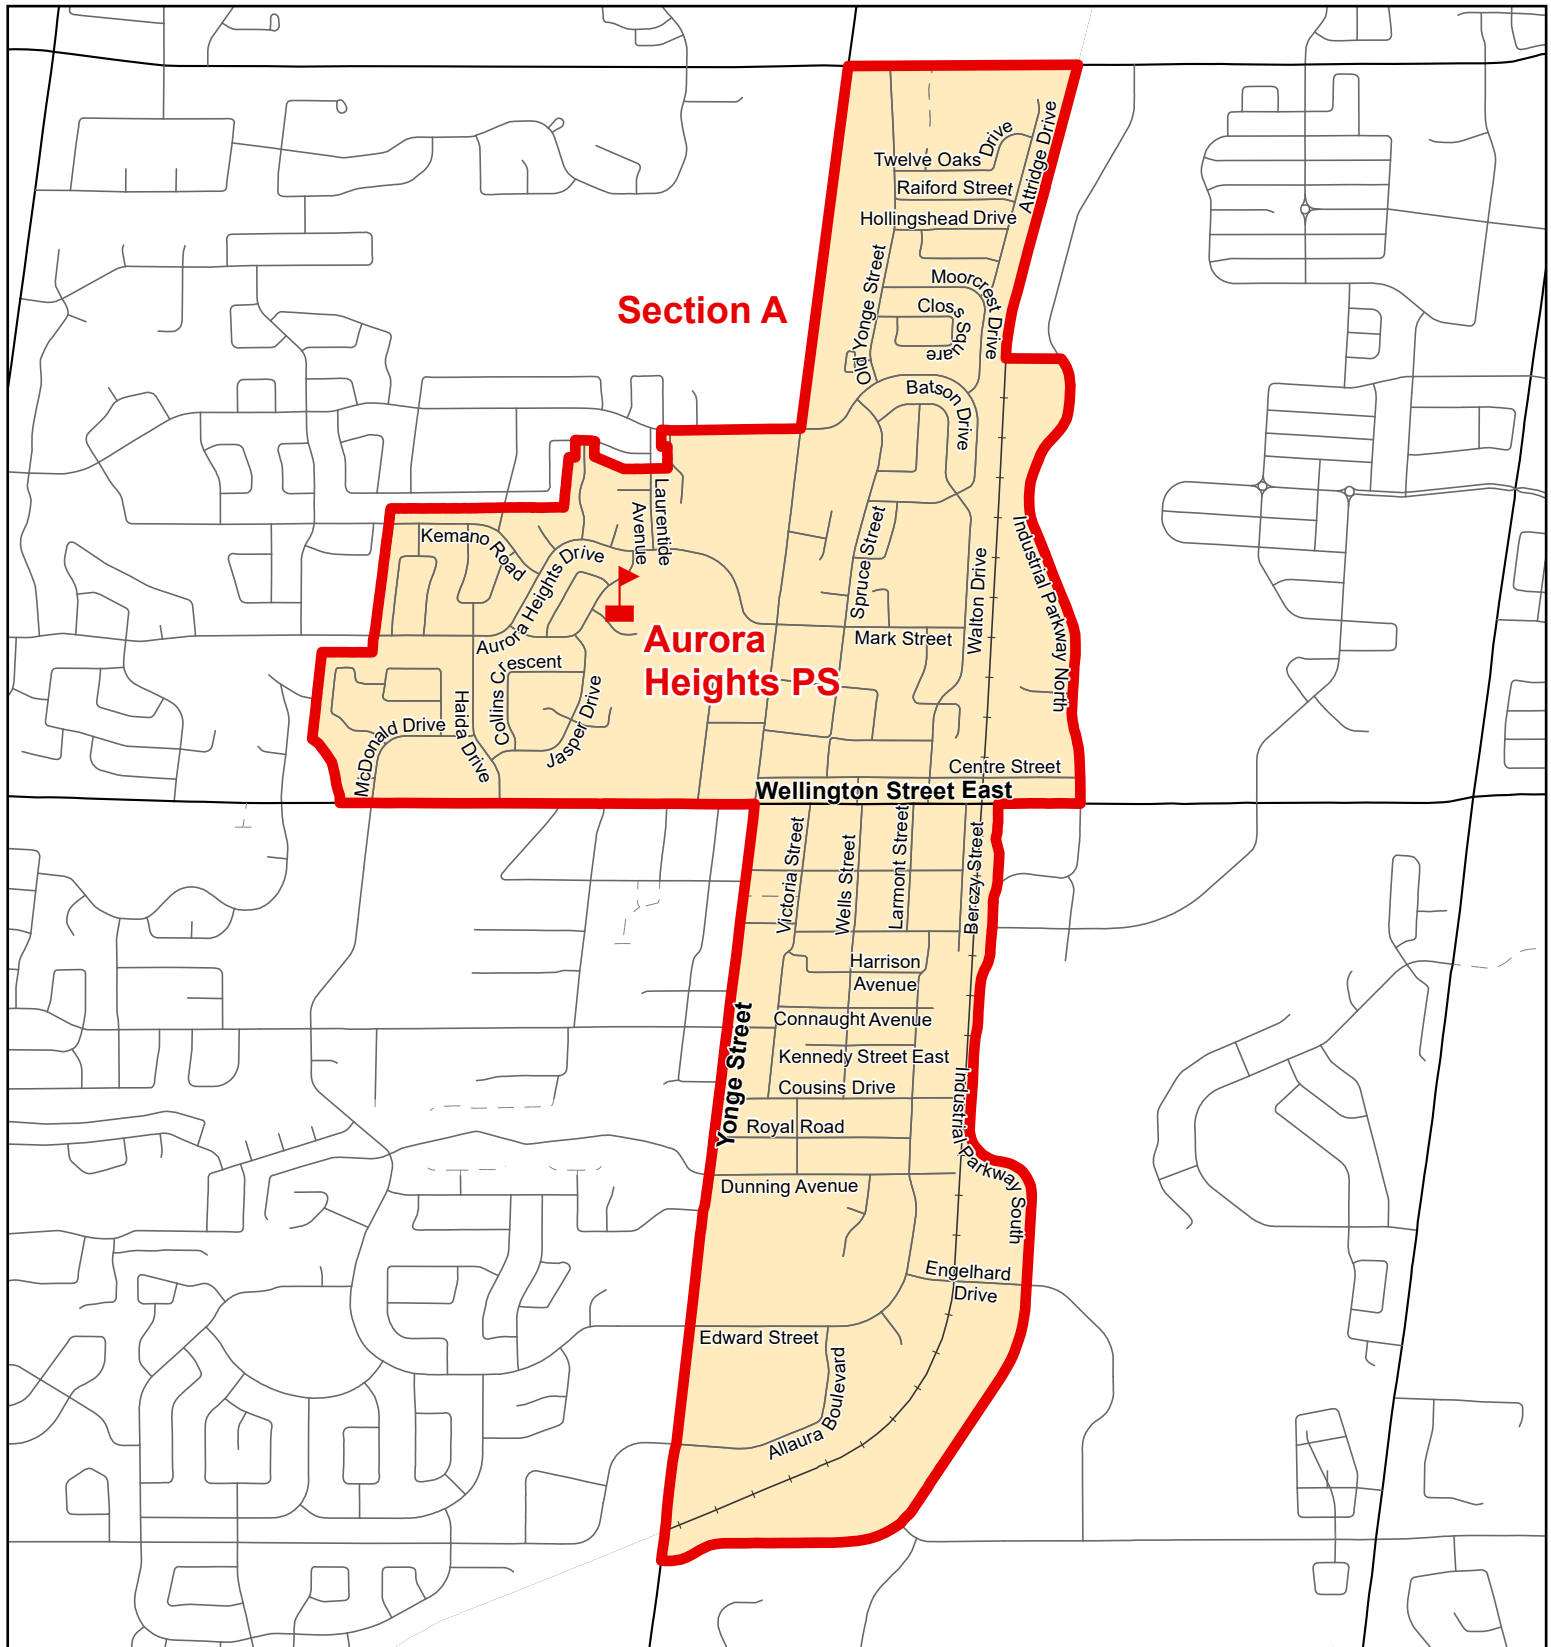 Twelve Oaks Drive
Attridge Drive
Raiford Street
Hollingshead Drive
Old Yonge Street
Moorcrest Drive
Closs Square
Section A
Batson Drive
Laurentide
Avenue
Kemano Road
Aurora Heights Drive
Spruce Street
Walton Drive
Industrial Parkway North
Aurora
Heights PS
Mark Street
Collins Crescent
Haida Drive
Jasper Drive
McDonald Drive
Centre Street
Wellington Street East
Victoria Street
Wells Street
Larmont Street
Berczy Street
Harrison
Avenue
Connaught Avenue
Yonge Street
Kennedy Street East
Cousins Drive
Industrial Parkway South
Royal Road
Dunning Avenue
Engelhard
Drive
Edward Street
Allaura Boulevard